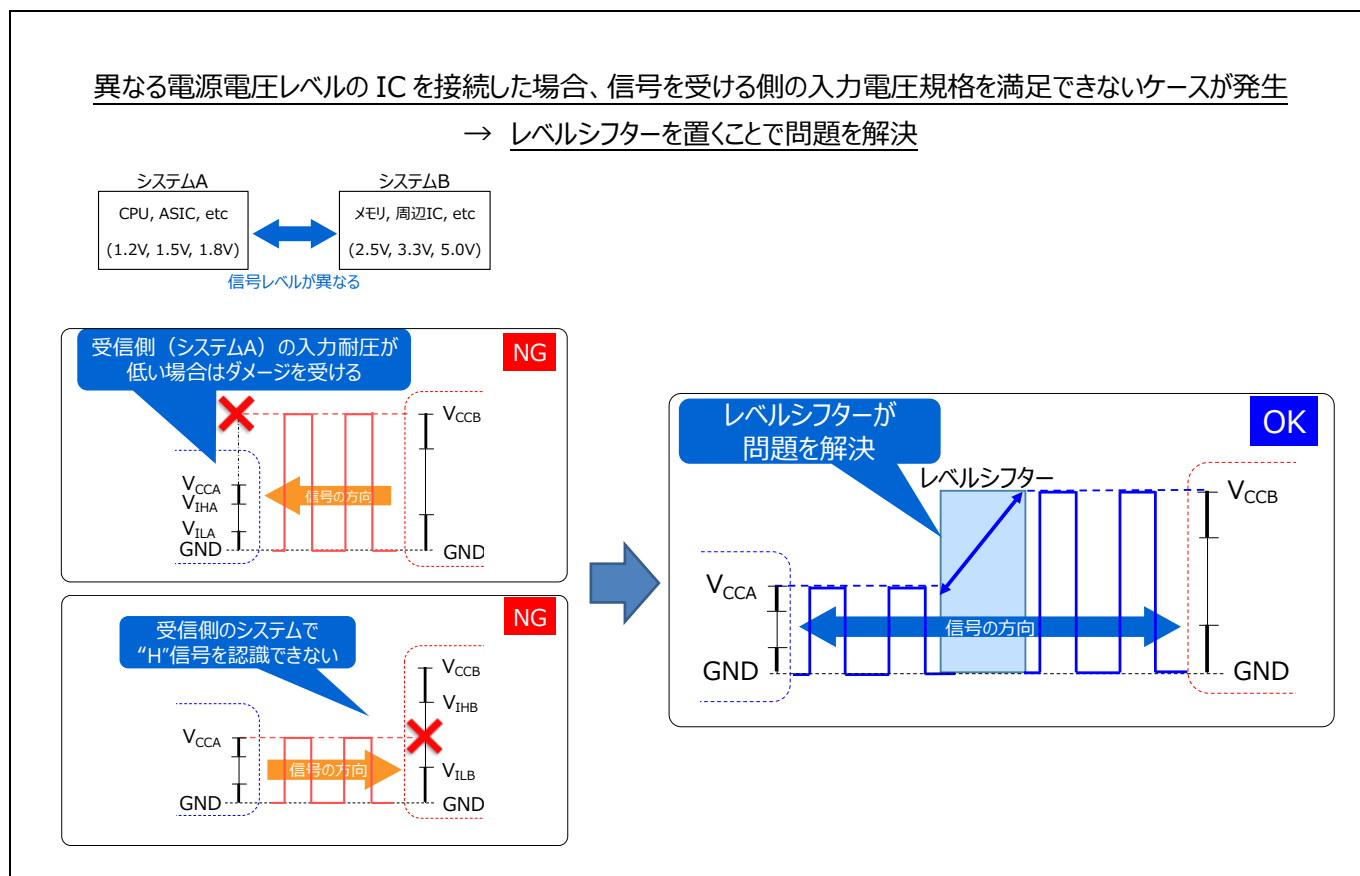 異なる電源電圧レベルの IC を接続した場合、信号を受ける側の入力電圧規格を満足できないケースが発生
→ レベルシフターを置くことで問題を解決
システムA
CPU, ASIC, etc
(1.2V, 1.5V, 1.8V)
システムB
メモリ, 周辺IC, etc
(2.5V, 3.3V, 5.0V)
信号レベルが異なる
受信側（システムA）の入力耐圧が
低い場合はダメージを受ける
NG
VCCB
VCCA
VIHA
信号の方向
VILA
GND
GND
受信側のシステムで
“H”信号を認識できない
NG
VCCB
VIHB
VCCA
信号の方向
VILB
GND
GND
レベルシフターが
問題を解決
OK
レベルシフター
VCCB
VCCA
信号の方向
GND
GND